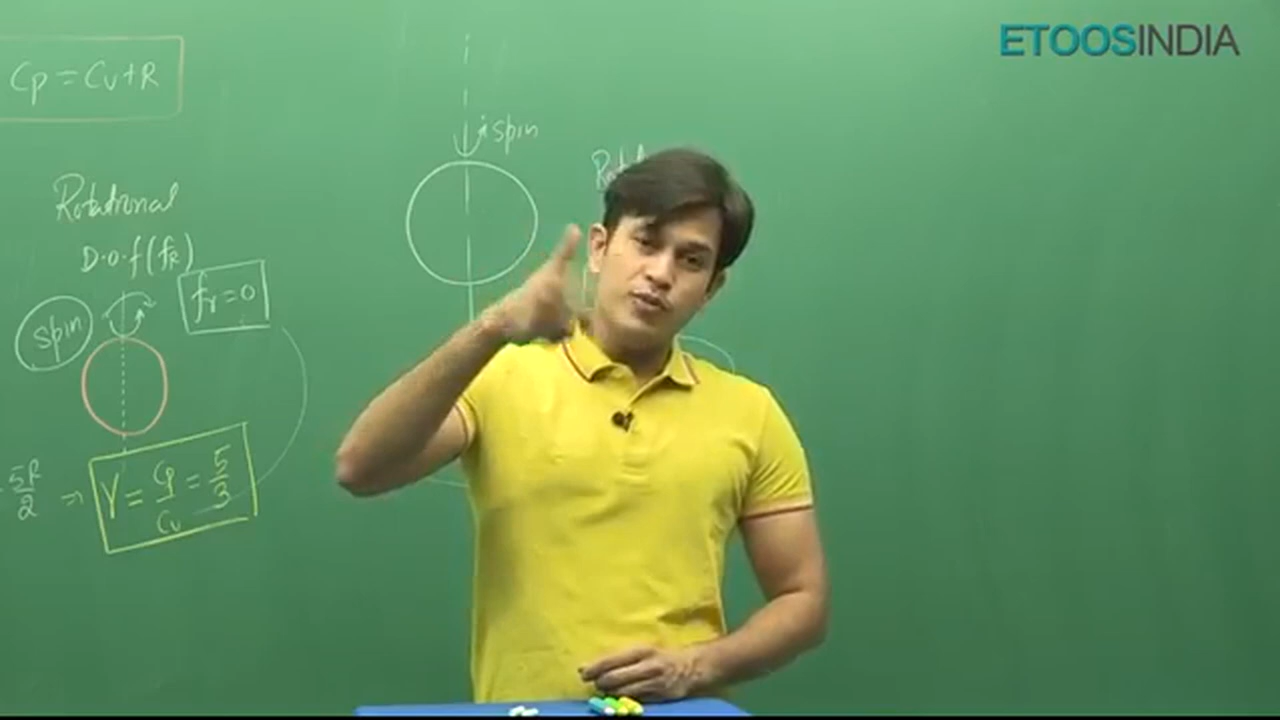 ETOOSINDIA
Cp = Cv + R
spin
Rotational
D.o.f (fR)
fr = 0
spin
5R/2 ⇒ γ = Cp/Cv = 5/3